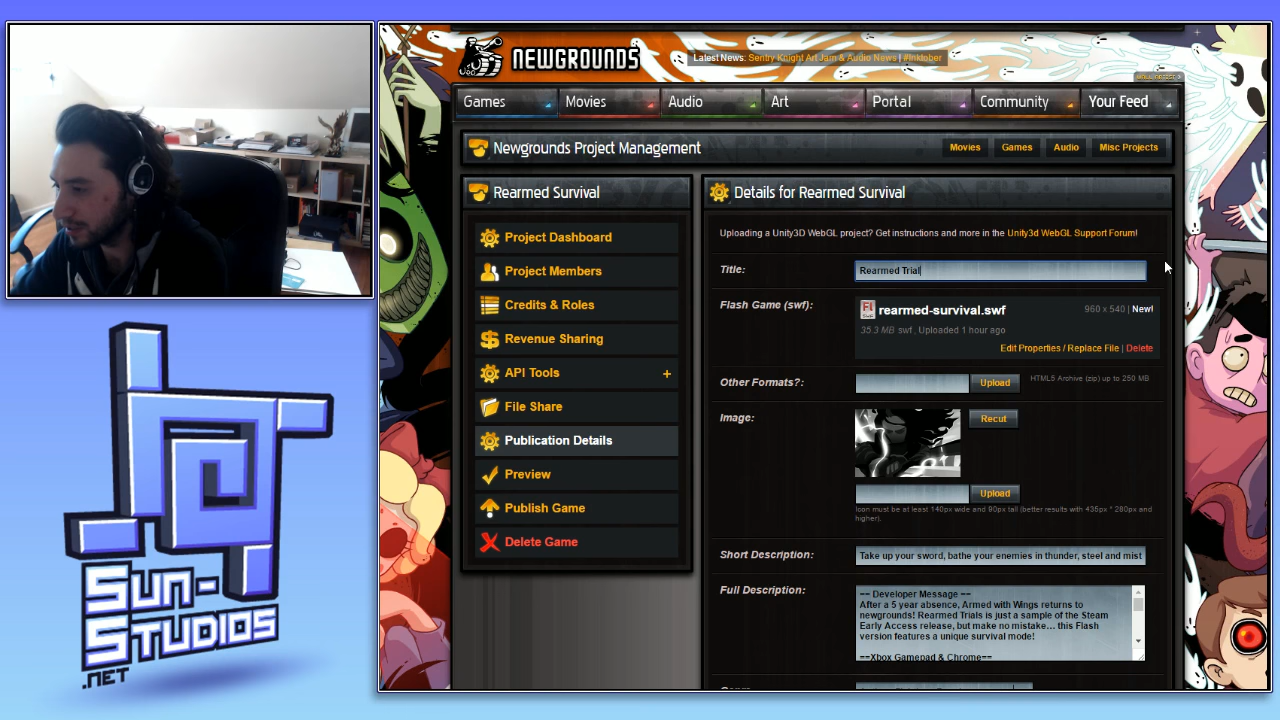 NEWGROUNDS
Latest News: Sentry Knight Art Jam & Audio News | #Inktober
Games
Movies
Audio
Art
Portal
Community
Your Feed
Newgrounds Project Management
Movies
Games
Audio
Misc Projects
Rearmed Survival
Project Dashboard
Project Members
Credits & Roles
Revenue Sharing
API Tools +
File Share
Publication Details
Preview
Publish Game
Delete Game
Details for Rearmed Survival
Uploading a Unity3D WebGL project? Get instructions and more in the Unity3d WebGL Support Forum!
Title: Rearmed Trial
Flash Game (swf): rearmed-survival.swf 960 x 540 | New!
35.3 MB swf, Uploaded 1 hour ago
Edit Properties / Replace File | Delete
Other Formats?: Upload HTML5 Archive (zip) up to 250 MB
Image: Recut
Upload
Icon must be at least 140px wide and 90px tall (better results with 435px * 280px and
higher).
Short Description: Take up your sword, bathe your enemies in thunder, steel and mist
Full Description: == Developer Message ==
After a 5 year absence, Armed with Wings returns to
newgrounds! Rearmed Trials is just a sample of the Steam
Early Access release, but make no mistake... this Flash
version features a unique survival mode!
==Xbox Gamepad & Chrome==
SUN-
STUDIOS
.NET